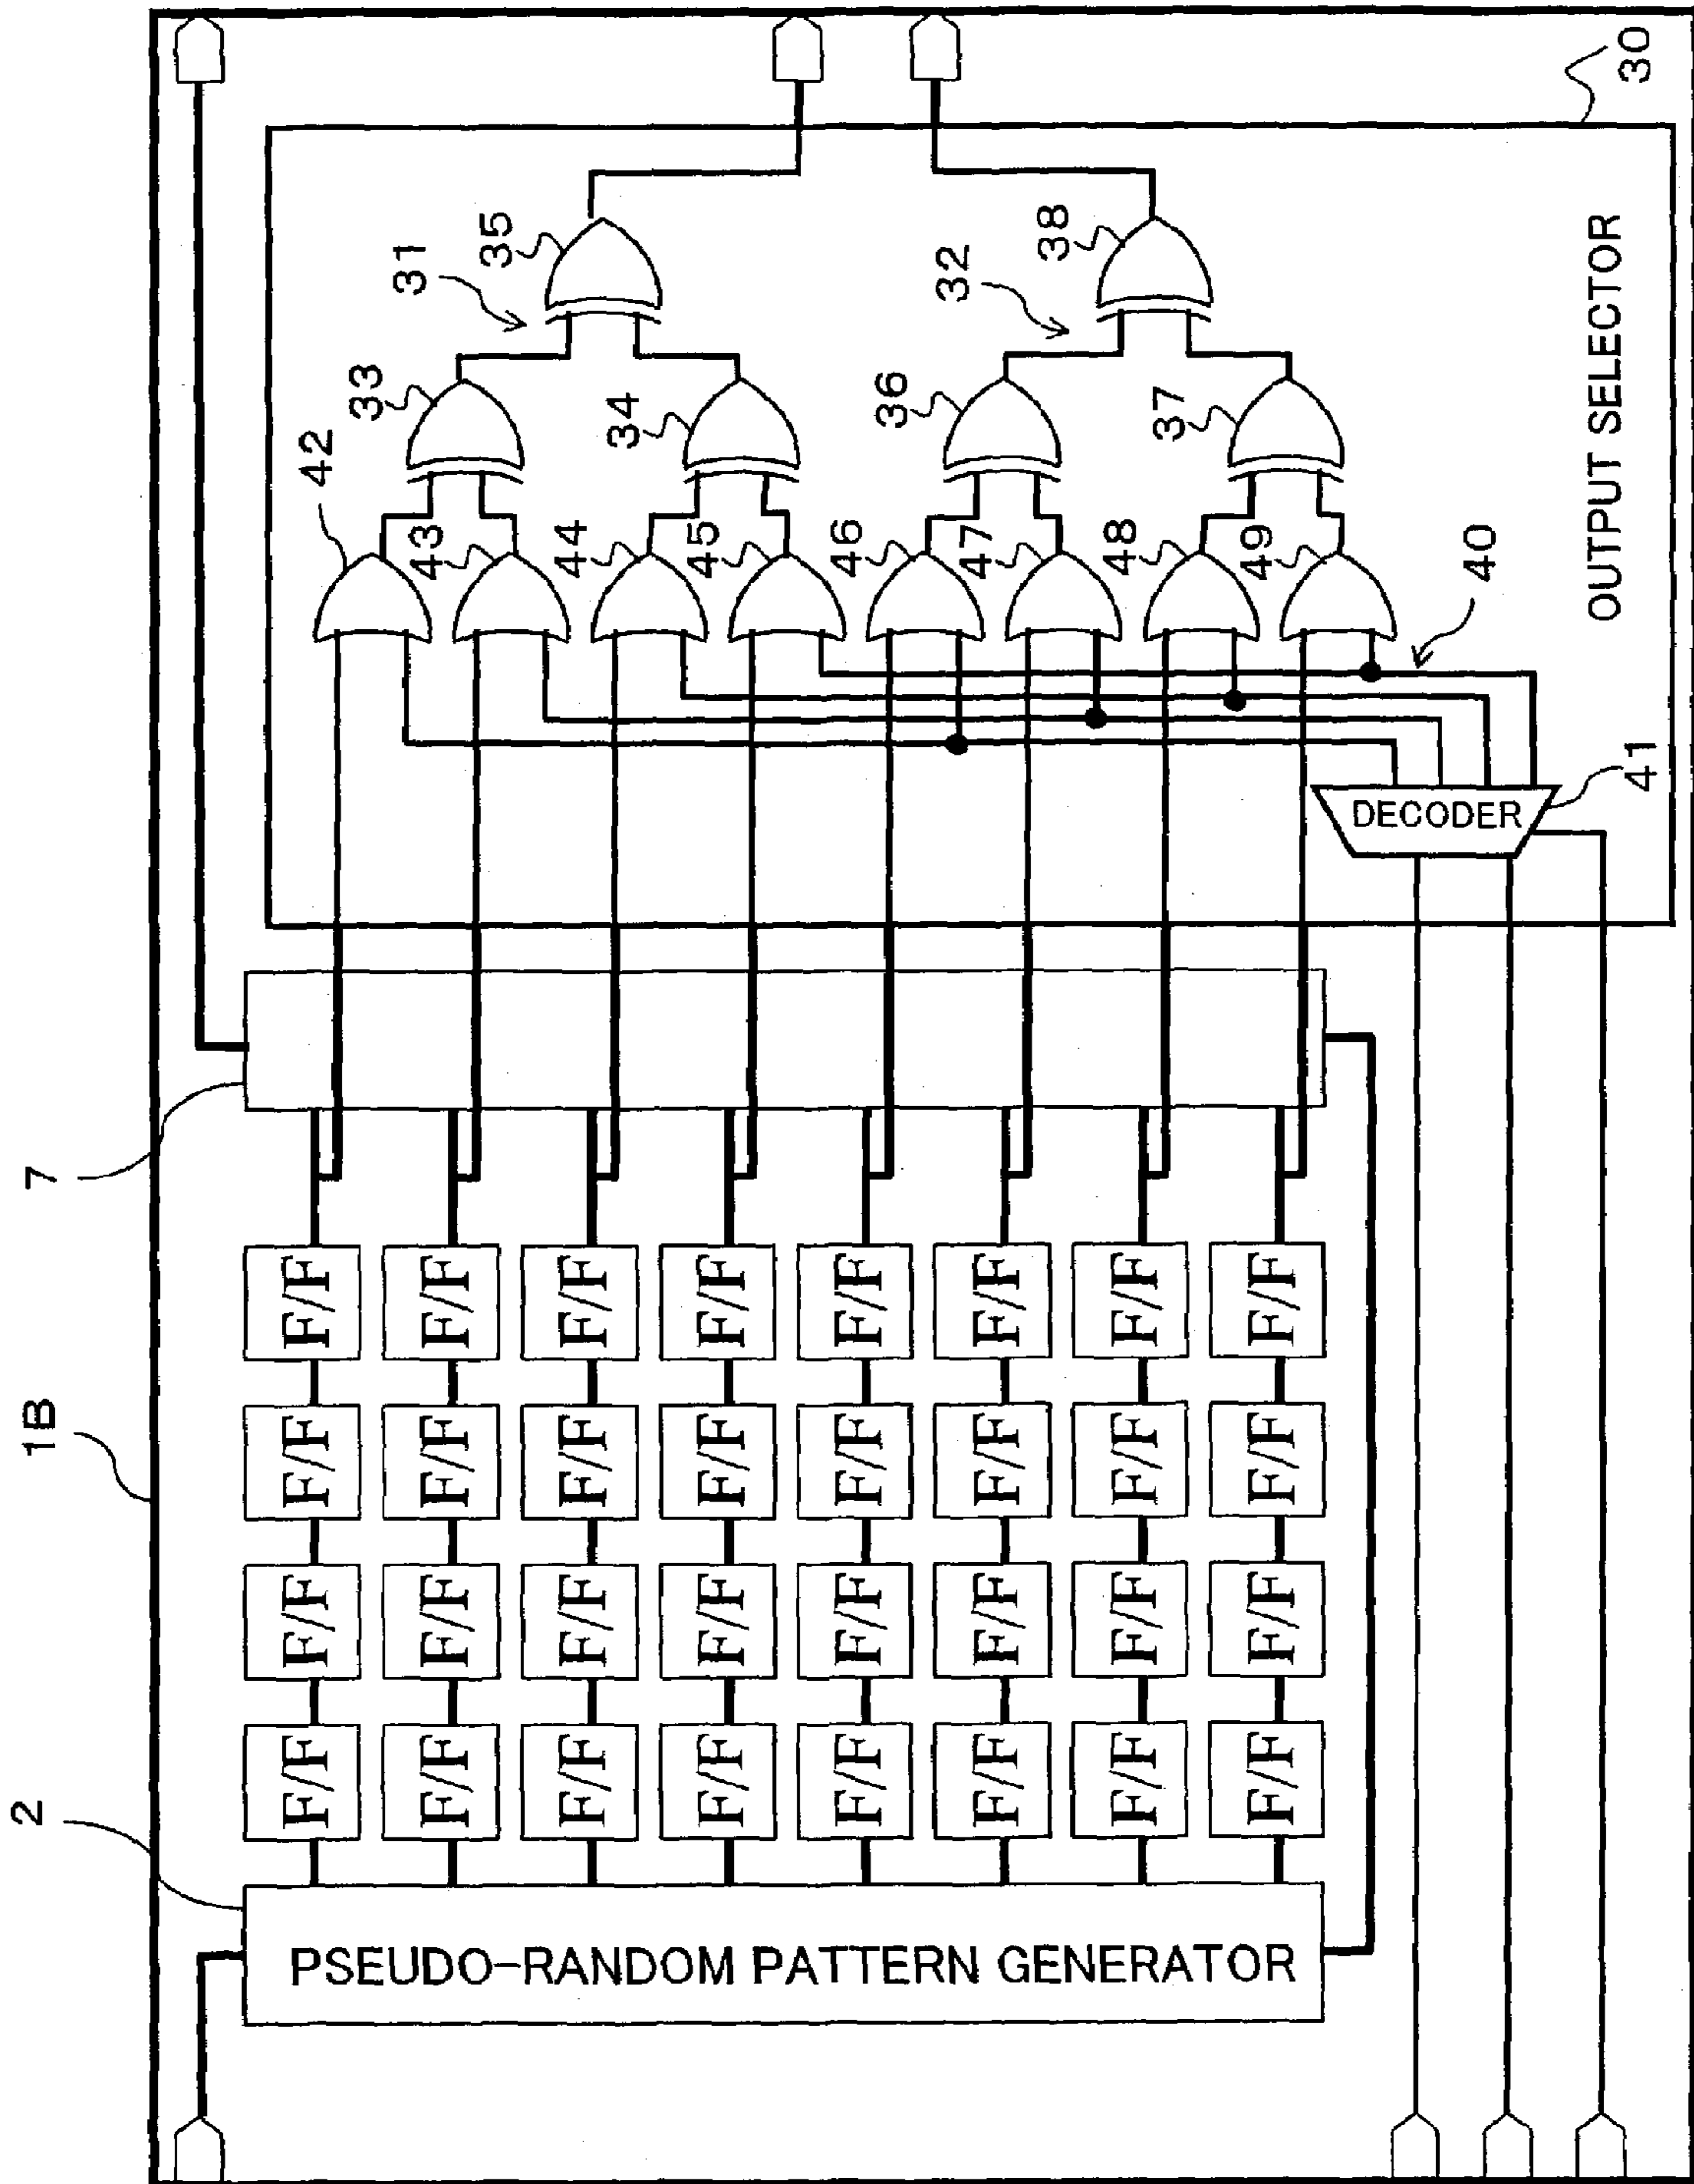 1B
2
7
PSEUDO-RANDOM PATTERN GENERATOR
F/F F/F F/F F/F
F/F F/F F/F F/F
F/F F/F F/F F/F
F/F F/F F/F F/F
F/F F/F F/F F/F
F/F F/F F/F F/F
F/F F/F F/F F/F
F/F F/F F/F F/F
42
43
44
45
46
47
48
49
33
34
36
37
31
35
32
38
40
DECODER
41
OUTPUT SELECTOR
30